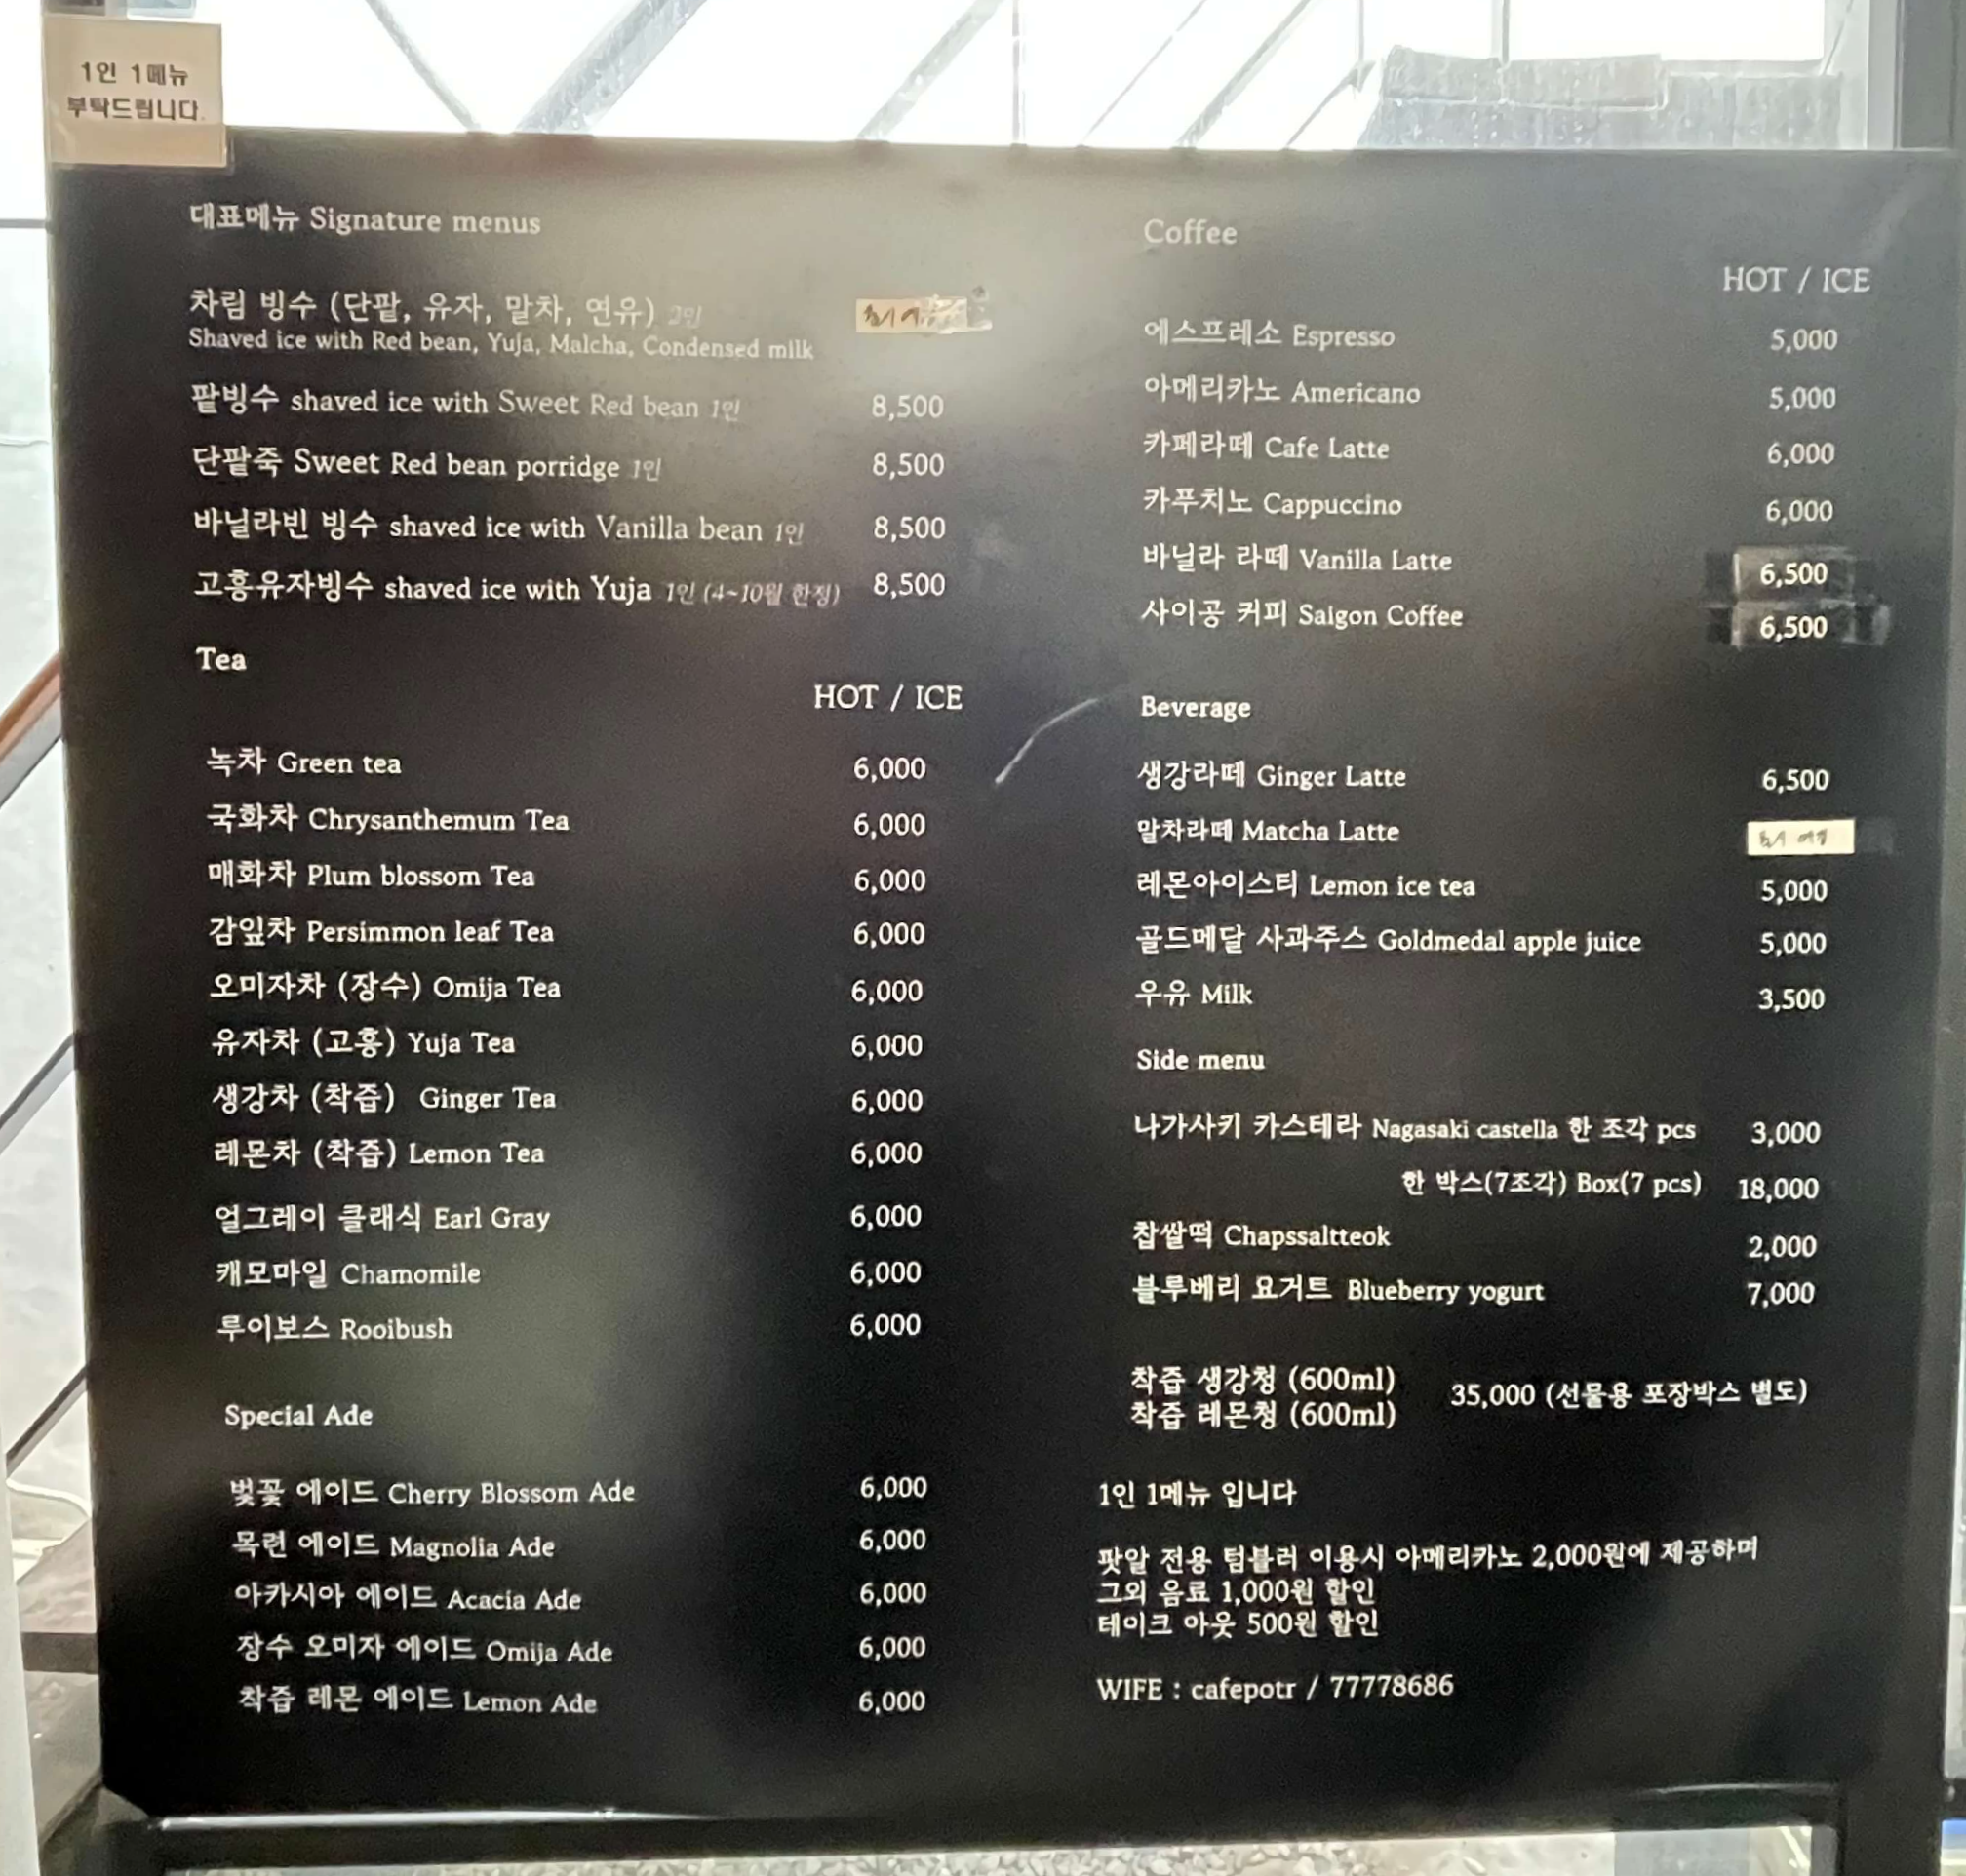 1인 1메뉴
부탁드립니다.
대표메뉴 Signature menus
차림 빙수 (단팥, 유자, 말차, 연유) 2인
Shaved ice with Red bean, Yuja, Malcha, Condensed milk
팥빙수 shaved ice with Sweet Red bean 1인 8,500
단팥죽 Sweet Red bean porridge 1인 8,500
바닐라빈 빙수 shaved ice with Vanilla bean 1인 8,500
고흥유자빙수 shaved ice with Yuja 1인 (4~10월 한정) 8,500
Tea
HOT / ICE
녹차 Green tea 6,000
국화차 Chrysanthemum Tea 6,000
매화차 Plum blossom Tea 6,000
감잎차 Persimmon leaf Tea 6,000
오미자차 (장수) Omija Tea 6,000
유자차 (고흥) Yuja Tea 6,000
생강차 (착즙) Ginger Tea 6,000
레몬차 (착즙) Lemon Tea 6,000
얼그레이 클래식 Earl Gray 6,000
캐모마일 Chamomile 6,000
루이보스 Rooibush 6,000
Special Ade
벚꽃 에이드 Cherry Blossom Ade 6,000
목련 에이드 Magnolia Ade 6,000
아카시아 에이드 Acacia Ade 6,000
장수 오미자 에이드 Omija Ade 6,000
착즙 레몬 에이드 Lemon Ade 6,000
Coffee
HOT / ICE
에스프레소 Espresso 5,000
아메리카노 Americano 5,000
카페라떼 Cafe Latte 6,000
카푸치노 Cappuccino 6,000
바닐라 라떼 Vanilla Latte 6,500
사이공 커피 Saigon Coffee 6,500
Beverage
생강라떼 Ginger Latte 6,500
말차라떼 Matcha Latte
레몬아이스티 Lemon ice tea 5,000
골드메달 사과주스 Goldmedal apple juice 5,000
우유 Milk 3,500
Side menu
나가사키 카스테라 Nagasaki castella 한 조각 pcs 3,000
한 박스(7조각) Box(7 pcs) 18,000
찹쌀떡 Chapssaltteok 2,000
블루베리 요거트 Blueberry yogurt 7,000
착즙 생강청 (600ml)
착즙 레몬청 (600ml)
35,000 (선물용 포장박스 별도)
1인 1메뉴 입니다
팟알 전용 텀블러 이용시 아메리카노 2,000원에 제공하며
그외 음료 1,000원 할인
테이크 아웃 500원 할인
WIFE : cafepotr / 77778686